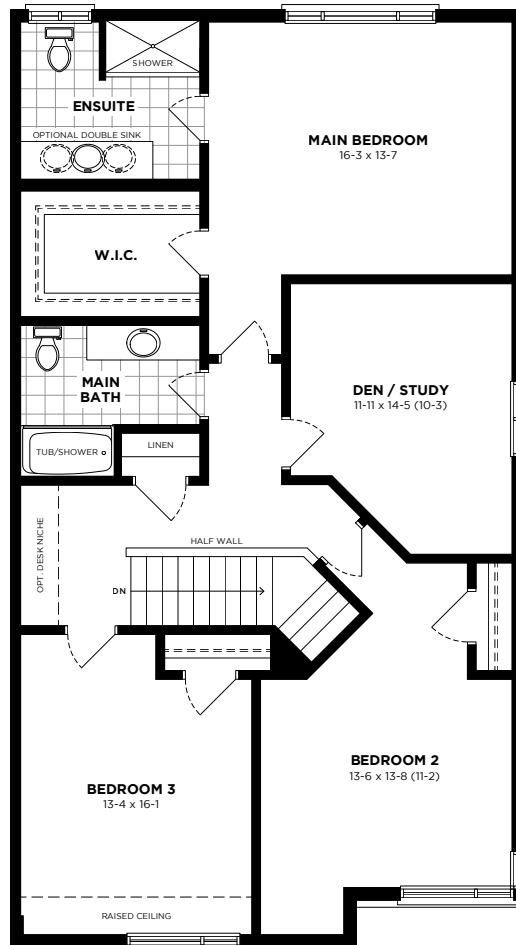 SHOWER
ENSUITE
OPTIONAL DOUBLE SINK
MAIN BEDROOM
16-3 x 13-7
W.I.C.
MAIN
BATH
DEN / STUDY
11-11 x 14-5 (10-3)
TUB/SHOWER
LINEN
OPT. DESK NICHE
HALF WALL
DN
BEDROOM 2
13-6 x 13-8 (11-2)
BEDROOM 3
13-4 x 16-1
RAISED CEILING